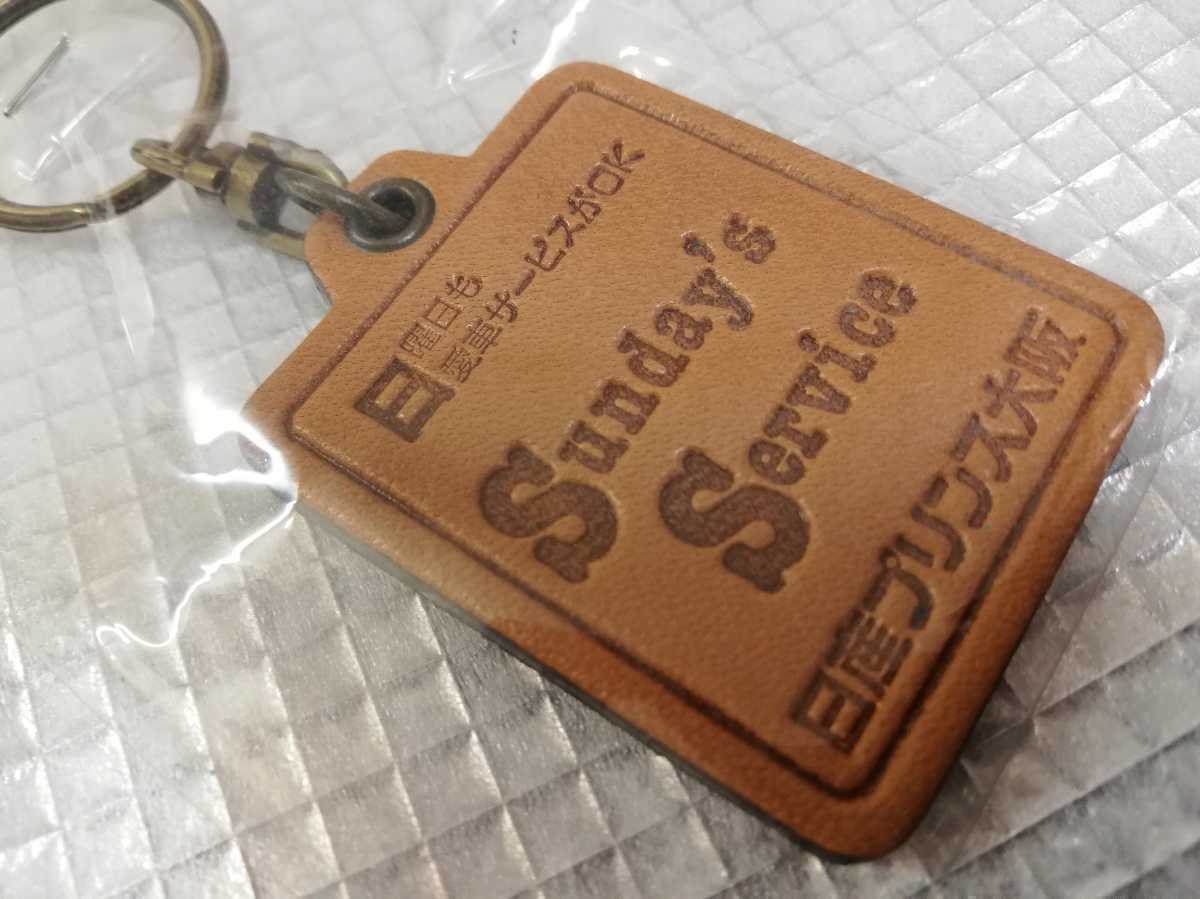 日曜日も
愛車サービスがOK
Sunday's
Service
日産プリンス大阪